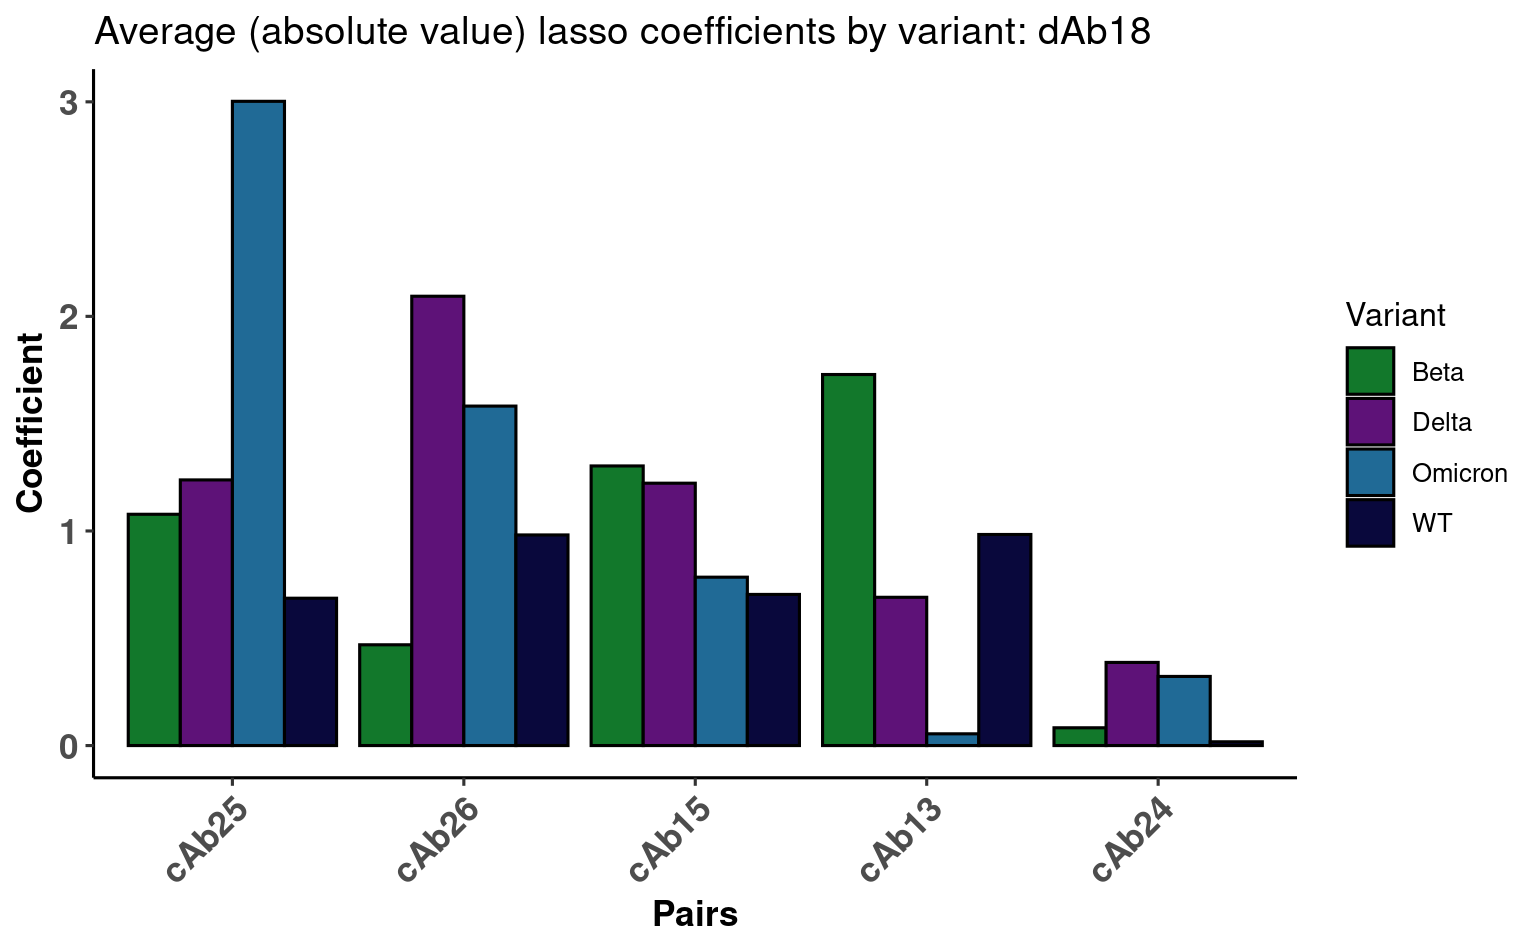 Average (absolute value) lasso coefficients by variant: dAb18
3
2
1
0
Coefficient
cAb25
cAb26
cAb15
cAb13
cAb24
Pairs
Variant
Beta
Delta
Omicron
WT